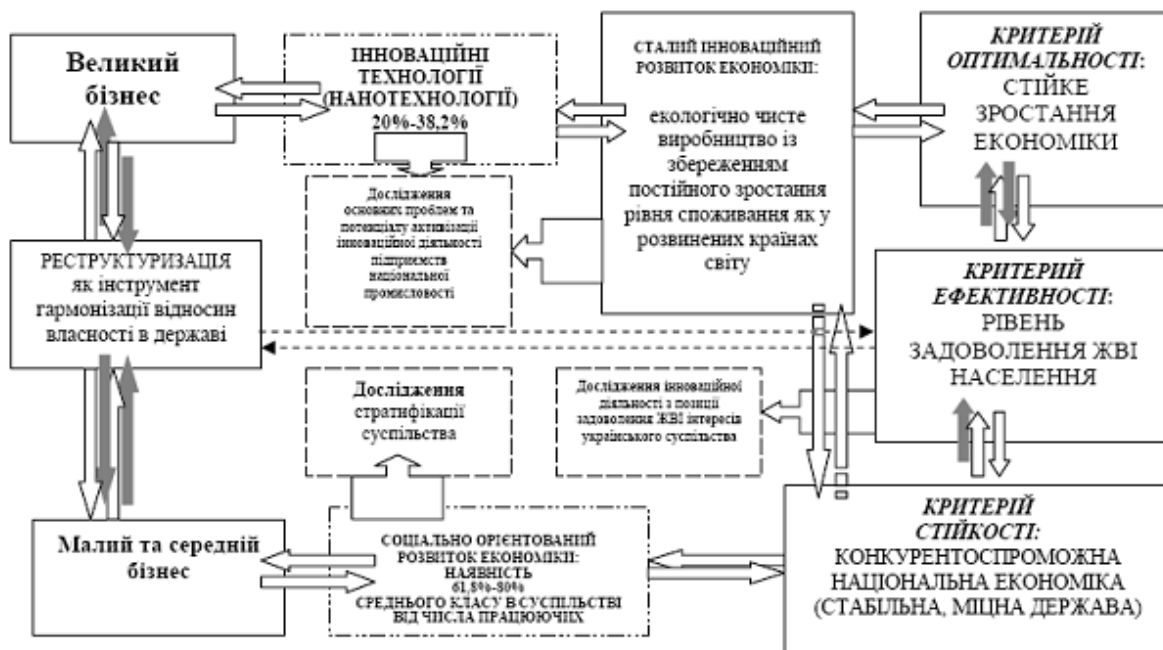 Великий
бізнес
ІННОВАЦІЙНІ
ТЕХНОЛОГІЇ
(НАНОТЕХНОЛОГІЇ)
20%-38,2%
СТАЛИЙ ІННОВАЦІЙНИЙ
РОЗВИТОК ЕКОНОМІКИ:
екологічно чисте
виробництво із
збереженням
постійного зростання
рівня споживання як у
розвинених країнах
світу
КРИТЕРІЙ
ОПТИМАЛЬНОСТІ:
СТІЙКЕ
ЗРОСТАННЯ
ЕКОНОМІКИ
Дослідження
основних проблем та
потенціалу активізації
інноваційної діяльності
підприємств
національної
промисловості
РЕСТРУКТУРИЗАЦІЯ
як інструмент
гармонізації відносин
власності в державі
КРИТЕРИЙ
ЕФЕКТИВНОСТІ:
РІВЕНЬ
ЗАДОВОЛЕННЯ ЖВІ
НАСЕЛЕННЯ
Дослідження
стратифікації
суспільства
Дослідження інноваційної
діяльності з позиції
задоволення ЖВІ інтересів
українського суспільства
Малий та середній
бізнес
СОЦІАЛЬНО ОРІЄНТОВАНИЙ
РОЗВИТОК ЕКОНОМІКИ:
НАЯВНІСТЬ
61,8%-80%
СРЕДНЬОГО КЛАСУ В СУСПІЛЬСТВІ
ВІД ЧИСЛА ПРАЦЮЮЧИХ
КРИТЕРІЙ
СТІЙКОСТІ:
КОНКУРЕНТОСПРОМОЖНА
НАЦІОНАЛЬНА ЕКОНОМІКА
(СТАБІЛЬНА, МІЦНА ДЕРЖАВА)